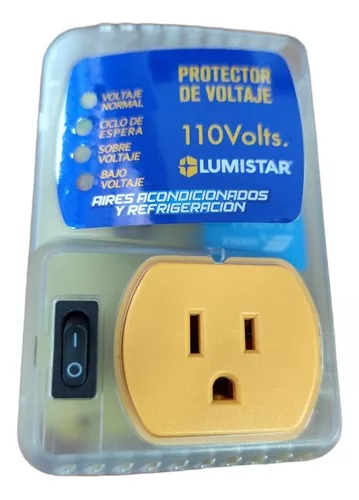 PROTECTOR
DE VOLTAJE
110Volts.
LUMISTAR
VOLTAJE
NORMAL
CICLO DE
ESPERA
SOBRE
VOLTAJE
BAJO
VOLTAJE
AIRES ACONDICIONADOS
Y REFRIGERACION